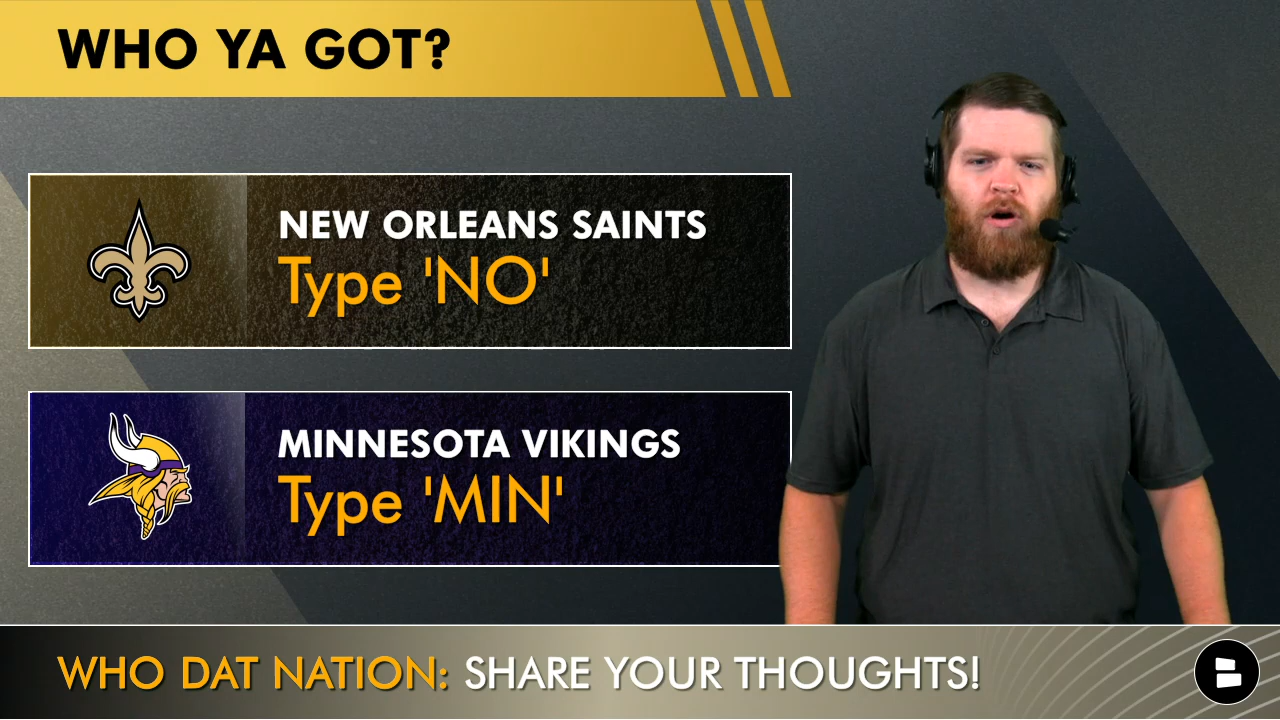 WHO YA GOT?
NEW ORLEANS SAINTS
Type 'NO'
MINNESOTA VIKINGS
Type 'MIN'
WHO DAT NATION: SHARE YOUR THOUGHTS!